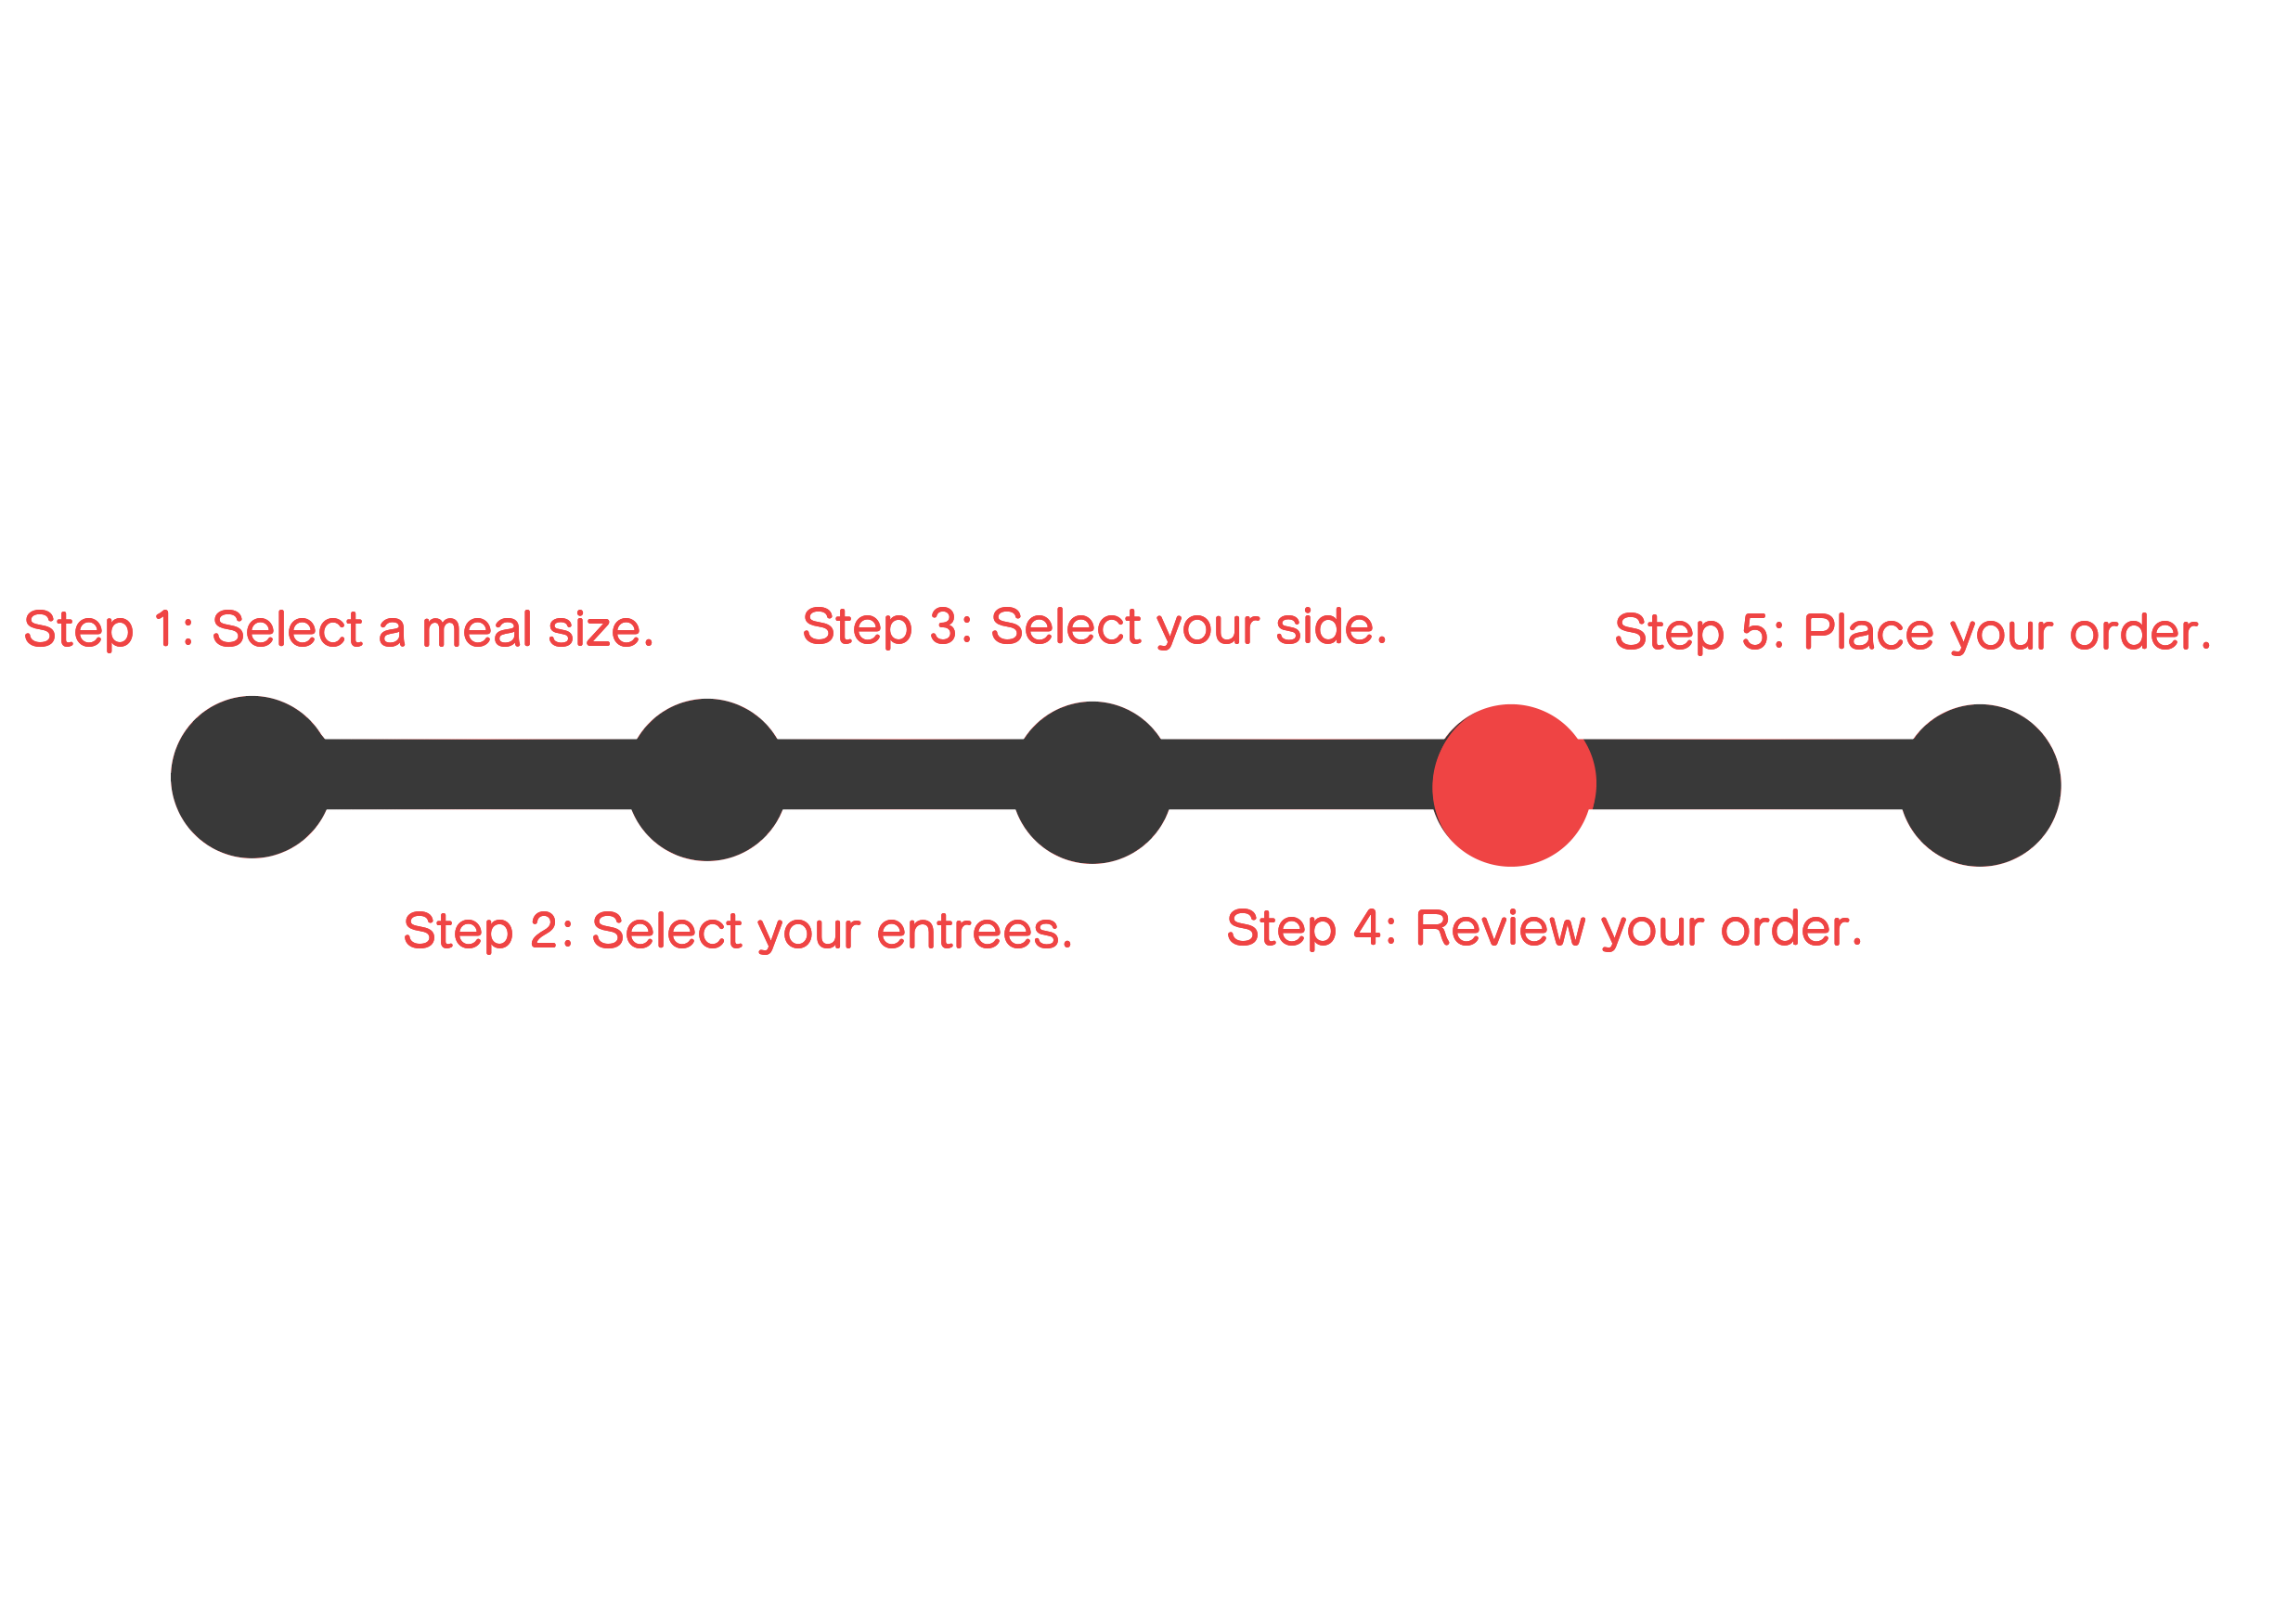 Step 1: Select a meal size.
Step 2: Select your entrees.
Step 3: Select your side.
Step 4: Review your order.
Step 5: Place your order.